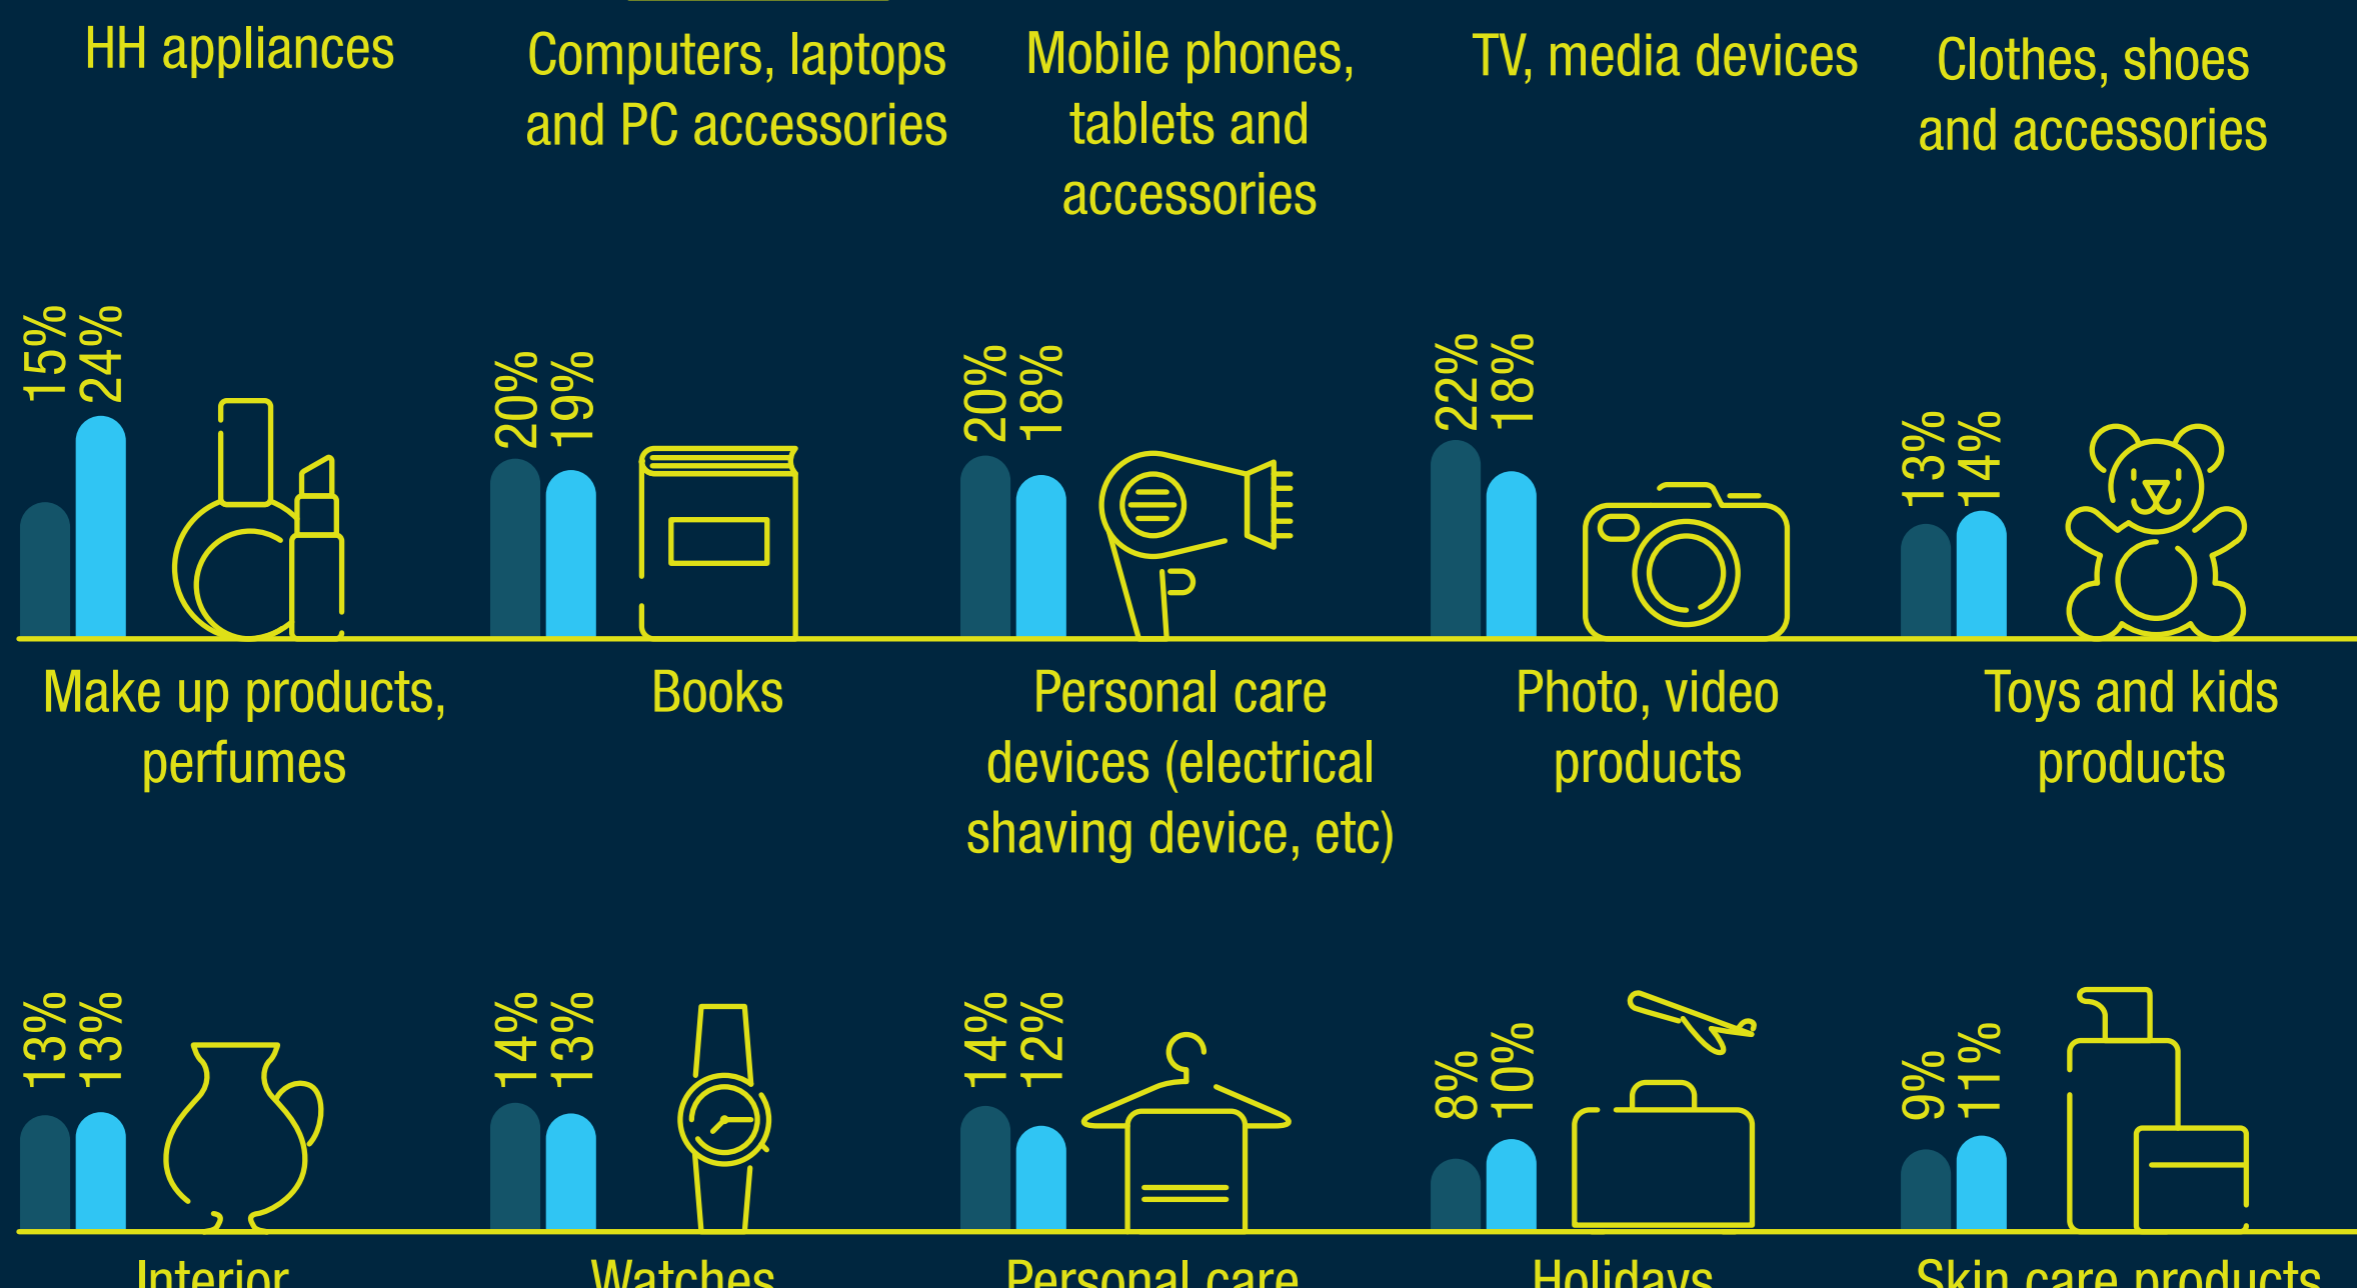 HH appliances
Computers, laptops
and PC accessories
Mobile phones,
tablets and
accessories
TV, media devices
Clothes, shoes
and accessories
15%
24%
20%
19%
20%
18%
22%
18%
13%
14%
Make up products,
perfumes
Books
Personal care
devices (electrical
shaving device, etc)
Photo, video
products
Toys and kids
products
13%
13%
14%
13%
14%
12%
8%
10%
9%
11%
Interior
Watches
Personal care
Holidays
Skin care products